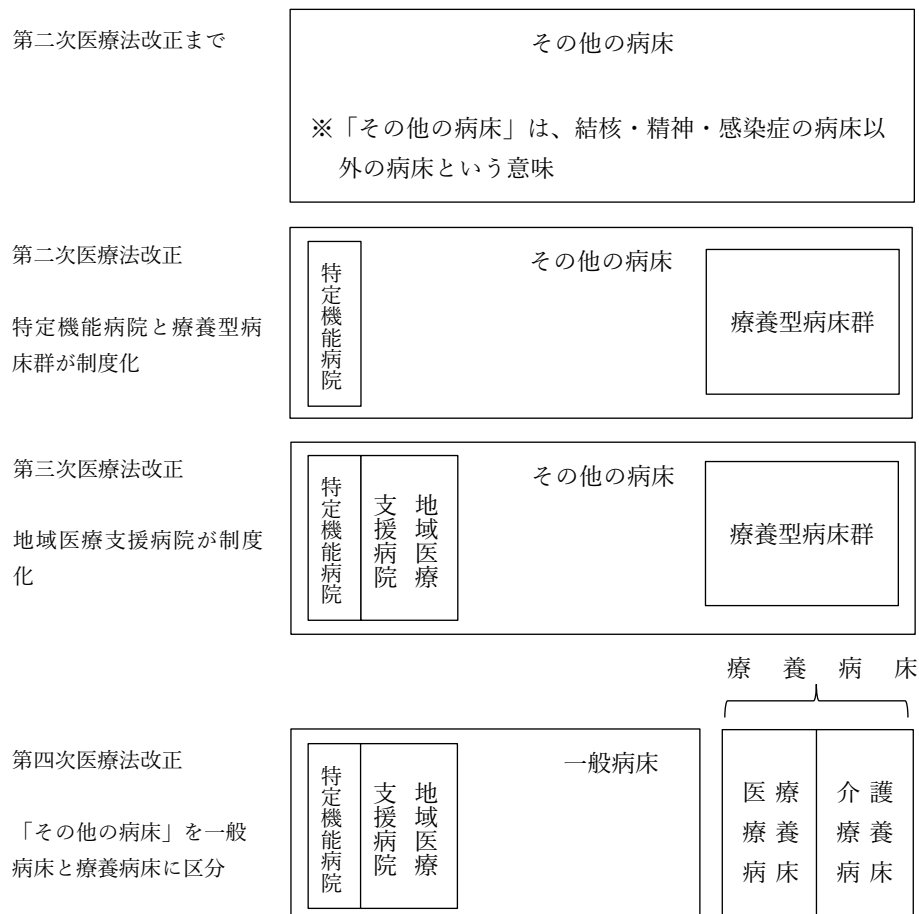 第二次医療法改正まで
その他の病床
※「その他の病床」は、結核・精神・感染症の病床以
外の病床という意味
第二次医療法改正
特定機能病院と療養型病
床群が制度化
特定機能病院
その他の病床
療養型病床群
第三次医療法改正
地域医療支援病院が制度
化
特定機能病院
地域医療
支援病院
その他の病床
療養型病床群
療養病床
第四次医療法改正
「その他の病床」を一般
病床と療養病床に区分
特定機能病院
地域医療
支援病院
一般病床
医療
療養
病床
介護
療養
病床